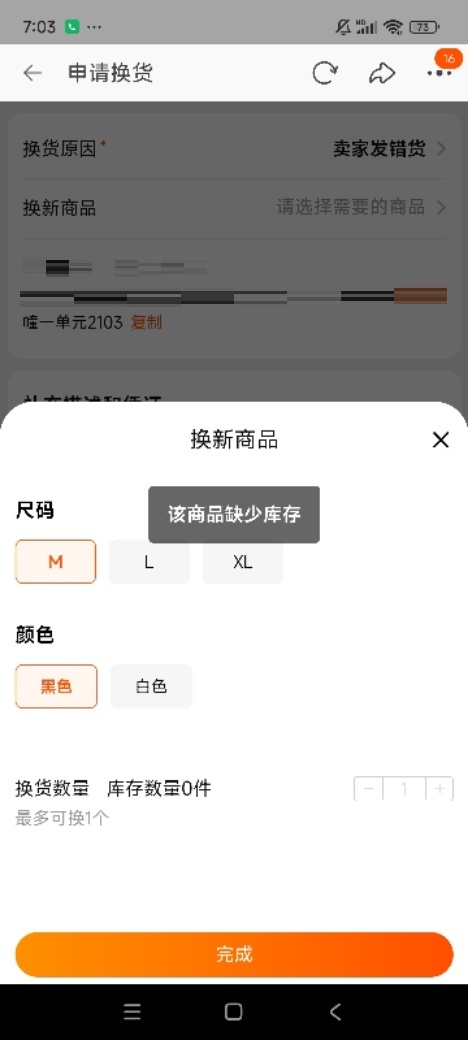 7:03 ··· HD 73
申请换货 16
换货原因* 卖家发错货
换新商品 请选择需要的商品
嚏一单元2103 复制
换新商品
该商品缺少库存
尺码
M L XL
颜色
黑色 白色
换货数量 库存数量0件 1
最多可换1个
完成